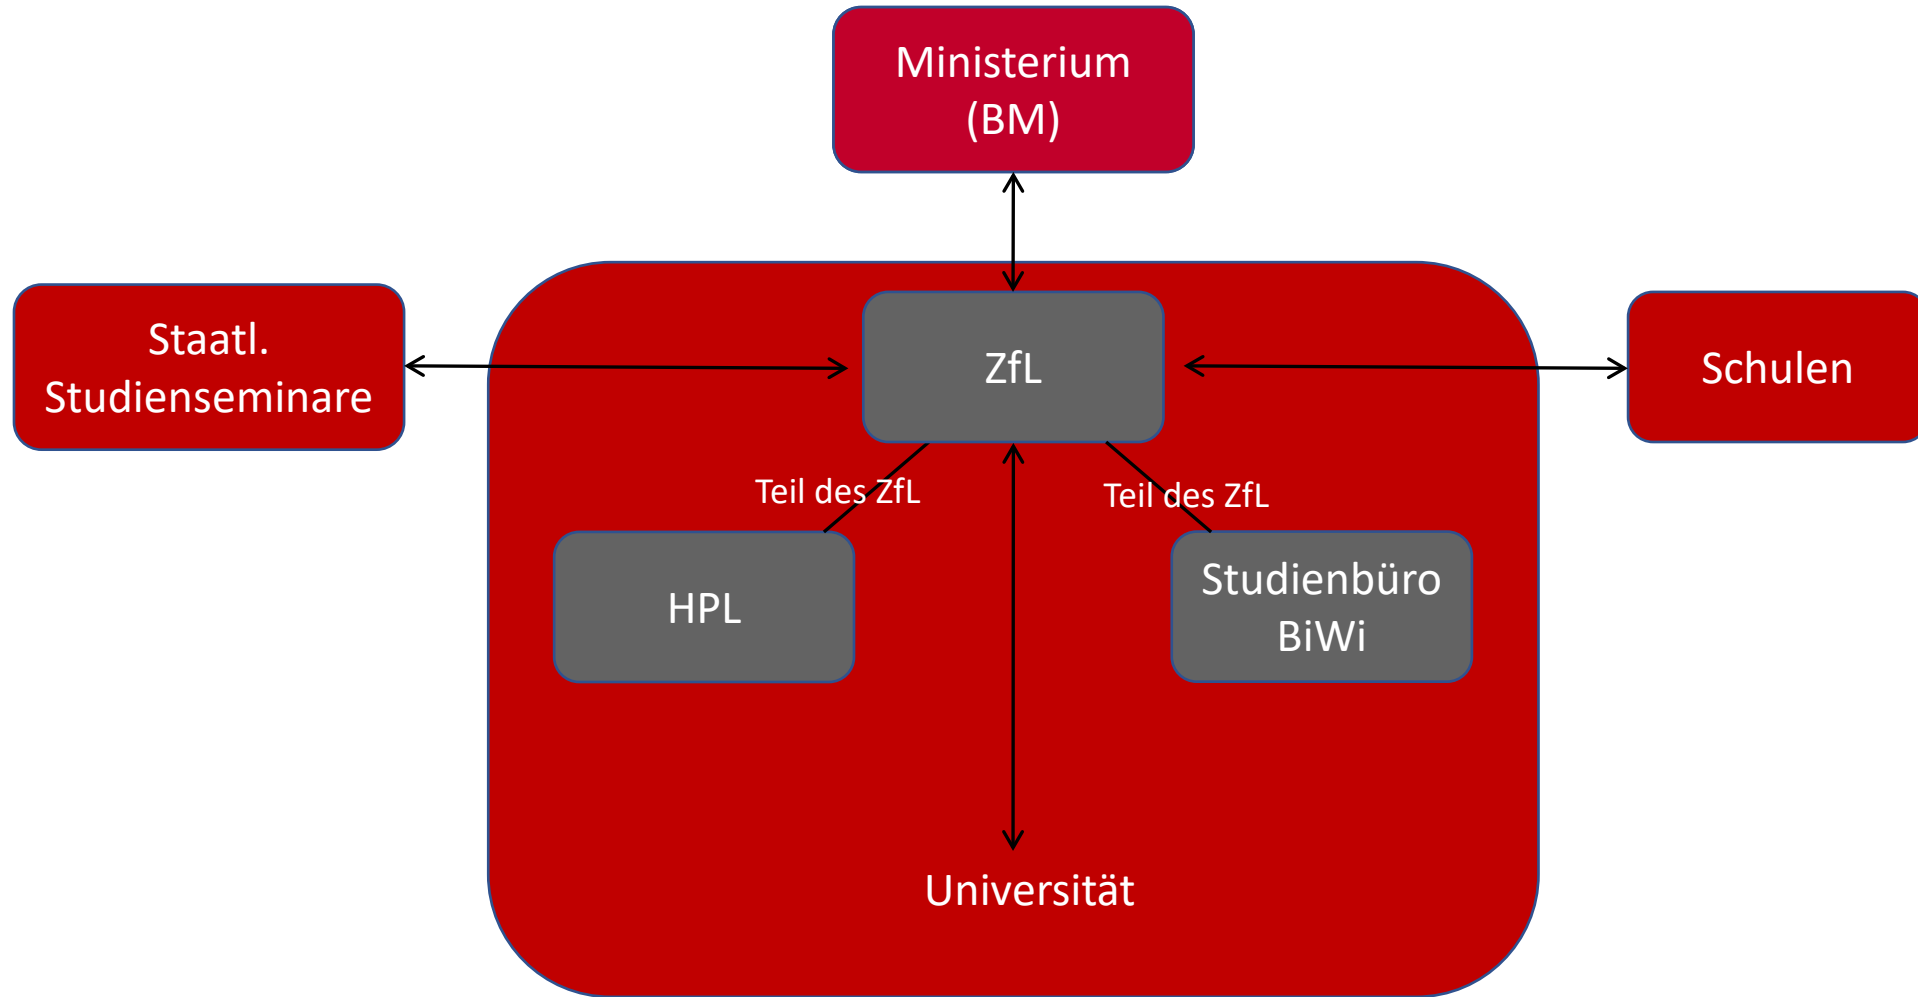 Ministerium
(BM)
Staatl.
Studienseminare
ZfL
Schulen
Teil des ZfL
Teil des ZfL
HPL
Studienbüro
BiWi
Universität